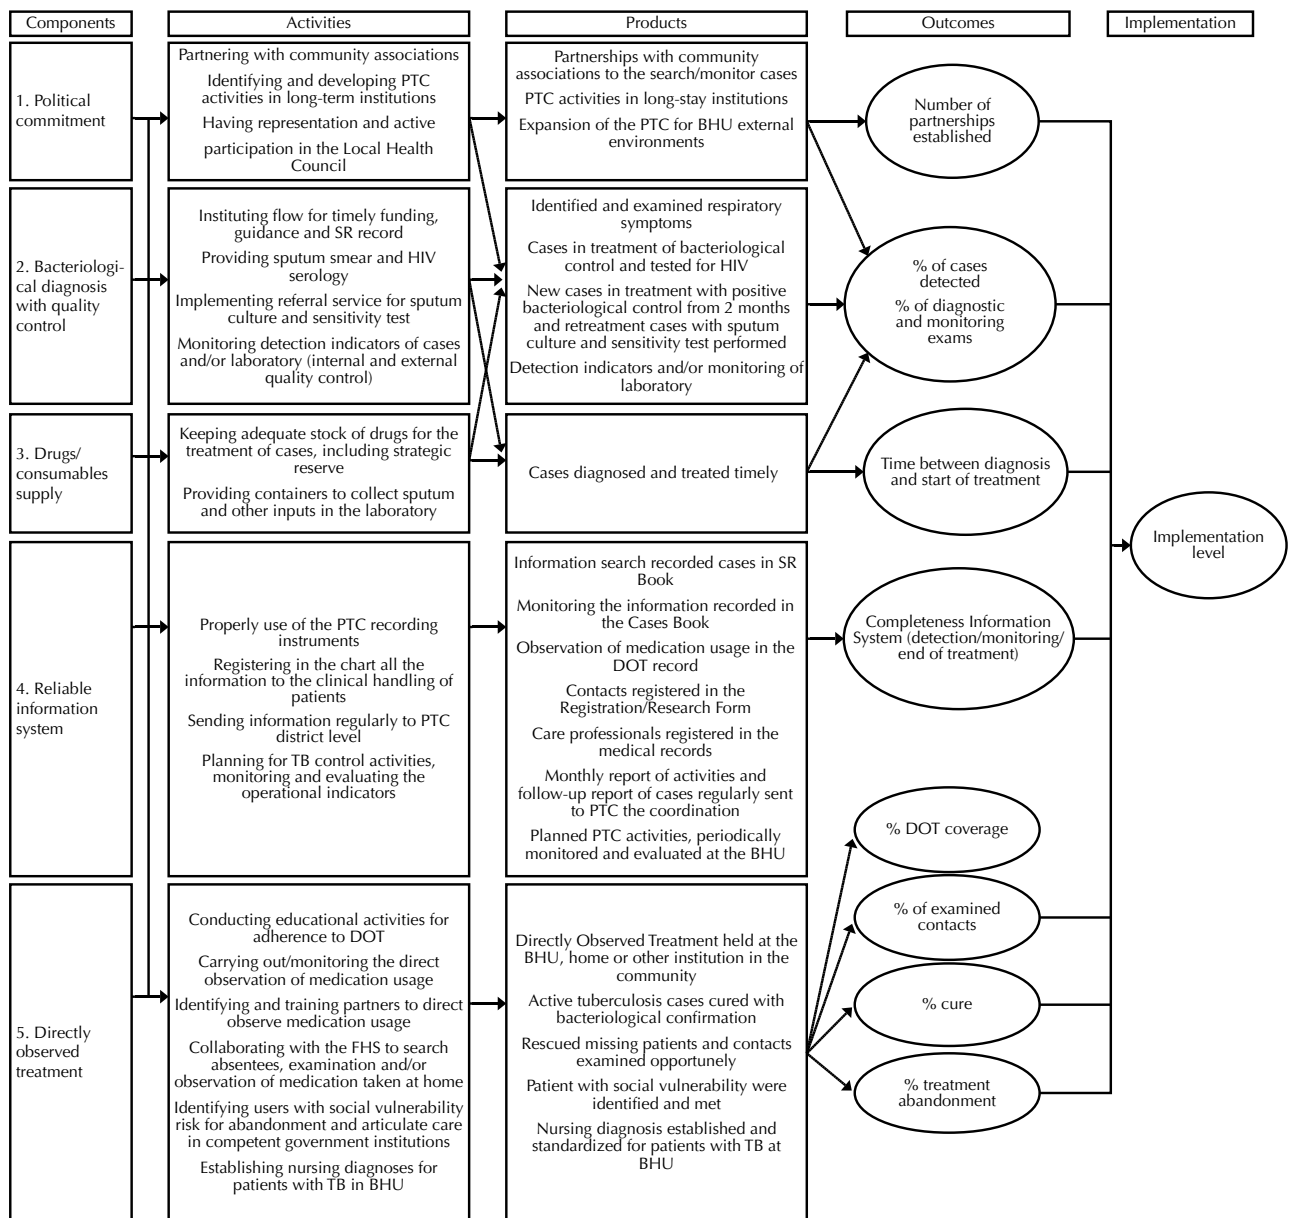 Components
Activities
Products
Outcomes
Implementation
1. Political
commitment
Partnering with community associations
Identifying and developing PTC
activities in long-term institutions
Having representation and active
participation in the Local Health
Council
Partnerships with community
associations to the search/monitor cases
PTC activities in long-stay institutions
Expansion of the PTC for BHU external
environments
Number of
partnerships
established
2. Bacteriologi-
cal diagnosis
with quality
control
Instituting flow for timely funding,
guidance and SR record
Providing sputum smear and HIV
serology
Implementing referral service for sputum
culture and sensitivity test
Monitoring detection indicators of cases
and/or laboratory (internal and external
quality control)
Identified and examined respiratory
symptoms
Cases in treatment of bacteriological
control and tested for HIV
New cases in treatment with positive
bacteriological control from 2 months
and retreatment cases with sputum
culture and sensitivity test performed
Detection indicators and/or monitoring of
laboratory
% of cases
detected
% of diagnostic
and monitoring
exams
3. Drugs/
consumables
supply
Keeping adequate stock of drugs for the
treatment of cases, including strategic
reserve
Providing containers to collect sputum
and other inputs in the laboratory
Cases diagnosed and treated timely
Time between diagnosis
and start of treatment
Implementation
level
4. Reliable
information
system
Properly use of the PTC recording
instruments
Registering in the chart all the
information to the clinical handling of
patients
Sending information regularly to PTC
district level
Planning for TB control activities,
monitoring and evaluating the
operational indicators
Information search recorded cases in SR
Book
Monitoring the information recorded in
the Cases Book
Observation of medication usage in the
DOT record
Contacts registered in the
Registration/Research Form
Care professionals registered in the
medical records
Monthly report of activities and
follow-up report of cases regularly sent
to PTC the coordination
Planned PTC activities, periodically
monitored and evaluated at the BHU
Completeness Information
System (detection/monitoring/
end of treatment)
5. Directly
observed
treatment
Conducting educational activities for
adherence to DOT
Carrying out/monitoring the direct
observation of medication usage
Identifying and training partners to direct
observe medication usage
Collaborating with the FHS to search
absentees, examination and/or
observation of medication taken at home
Identifying users with social vulnerability
risk for abandonment and articulate care
in competent government institutions
Establishing nursing diagnoses for
patients with TB in BHU
Directly Observed Treatment held at the
BHU, home or other institution in the
community
Active tuberculosis cases cured with
bacteriological confirmation
Rescued missing patients and contacts
examined opportunely
Patient with social vulnerability were
identified and met
Nursing diagnosis established and
standardized for patients with TB at
BHU
% DOT coverage
% of examined
contacts
% cure
% treatment
abandonment